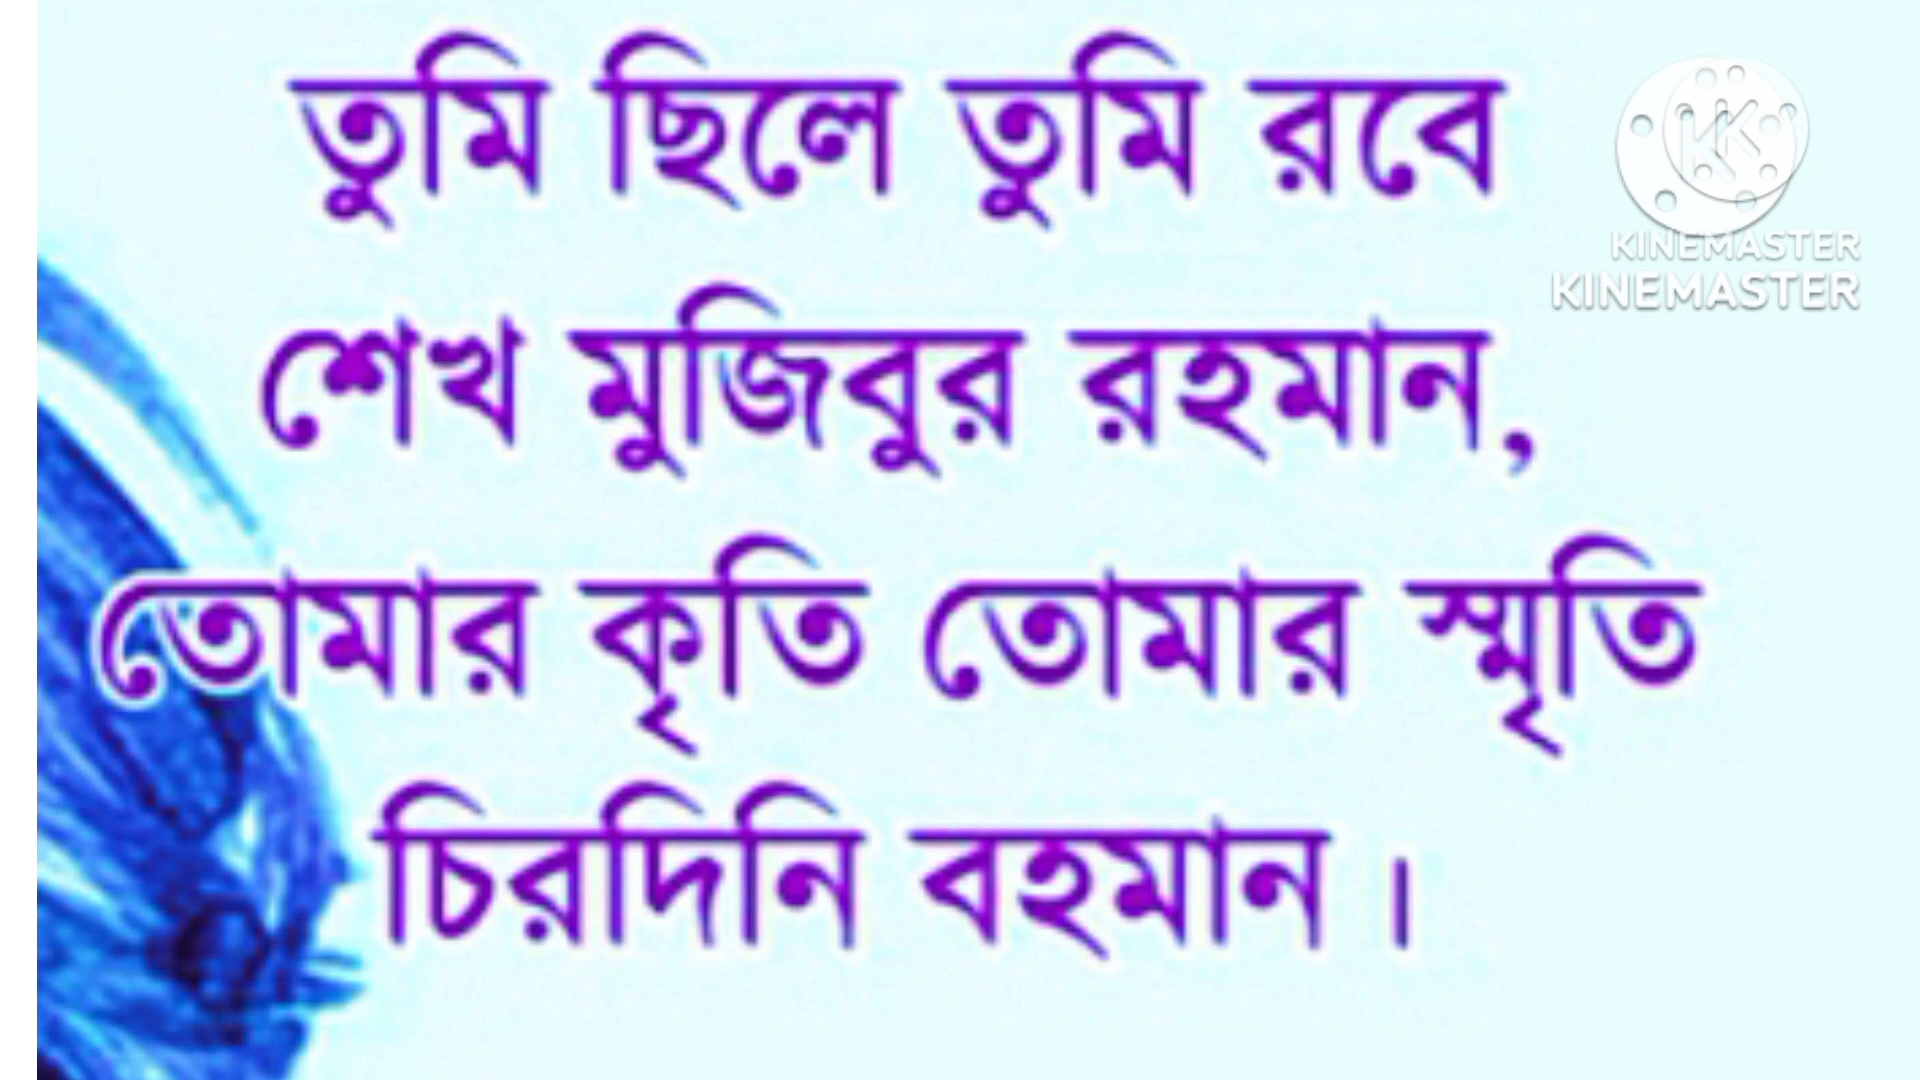 তুমি ছিলে তুমি রবে
শেখ মুজিবুর রহমান,
তোমার কৃতি তোমার স্মৃতি
চিরদিনি বহমান।
KINEMASTER
KINEMASTER